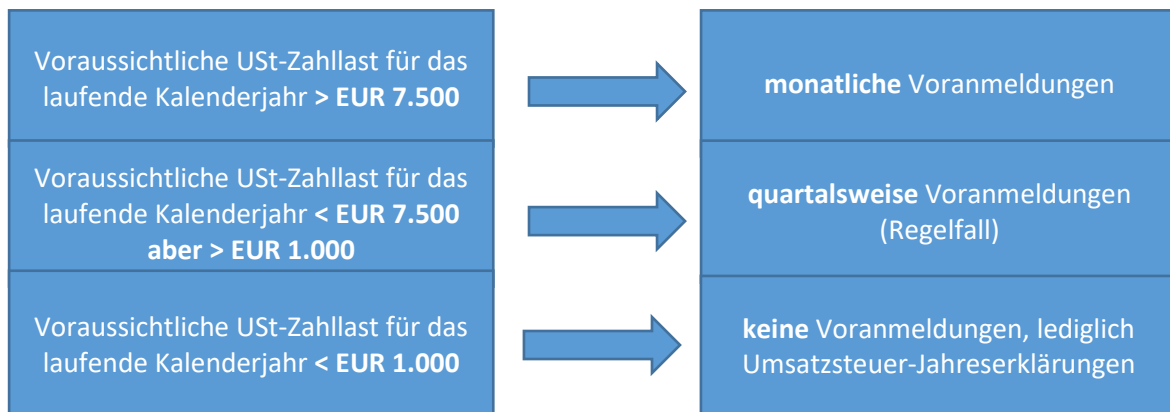 Voraussichtliche USt-Zahllast für das
laufende Kalenderjahr > EUR 7.500
monatliche Voranmeldungen
Voraussichtliche USt-Zahllast für das
laufende Kalenderjahr < EUR 7.500
aber > EUR 1.000
quartalsweise Voranmeldungen
(Regelfall)
Voraussichtliche USt-Zahllast für das
laufende Kalenderjahr < EUR 1.000
keine Voranmeldungen, lediglich
Umsatzsteuer-Jahreserklärungen